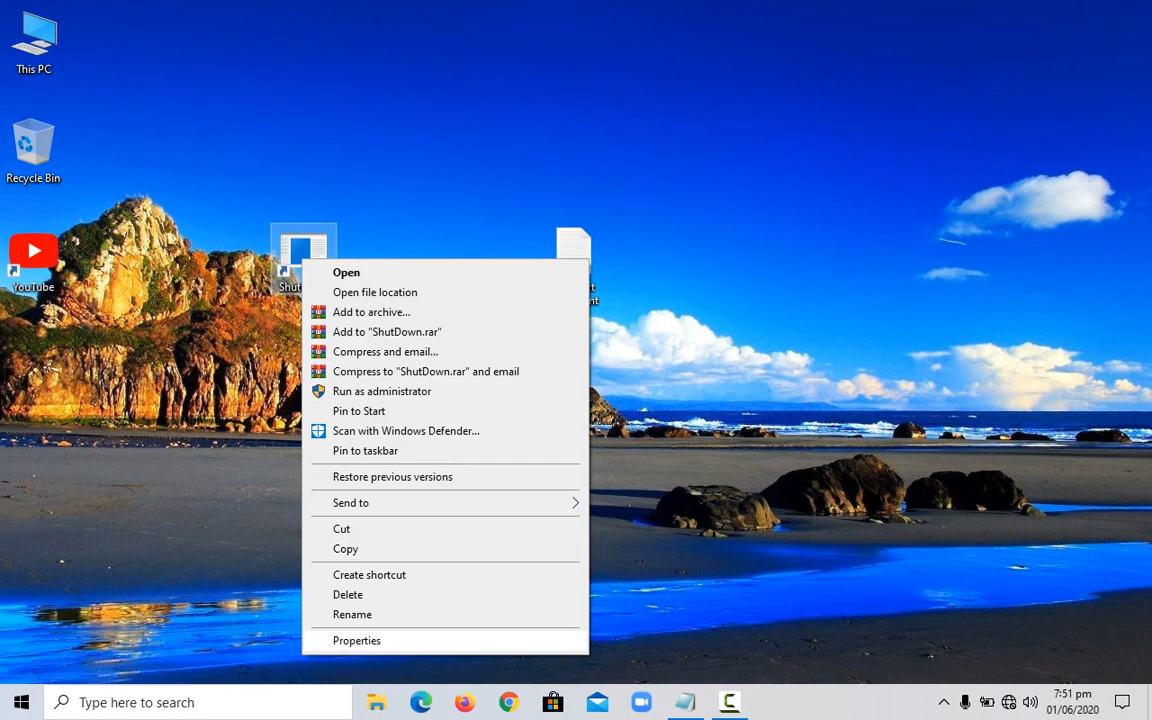 This PC
Recycle Bin
YouTube
Shut
Open
Open file location
Add to archive...
Add to "ShutDown.rar"
Compress and email...
Compress to "ShutDown.rar" and email
Run as administrator
Pin to Start
Scan with Windows Defender...
Pin to taskbar
Restore previous versions
Send to
Cut
Copy
Create shortcut
Delete
Rename
Properties
Type here to search
7:51 pm
01/06/2020